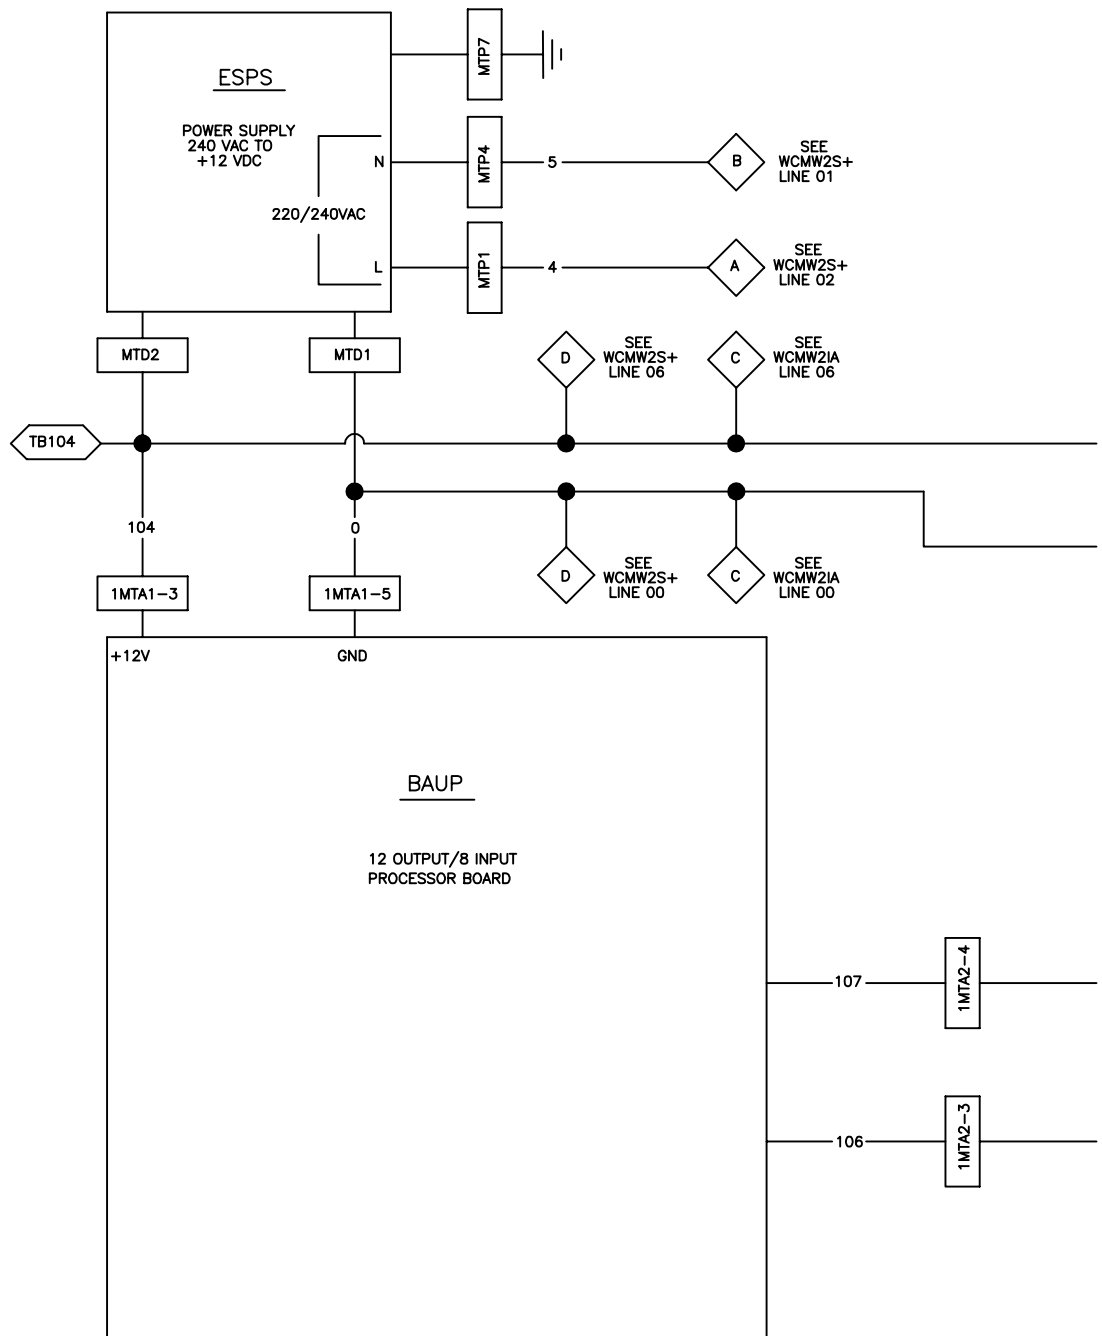 ESPS
POWER SUPPLY
240 VAC TO
+12 VDC
N
220/240VAC
L
MTP7
MTP4
5
B
SEE
WCMW2S+
LINE 01
MTP1
4
A
SEE
WCMW2S+
LINE 02
MTD2
MTD1
D
SEE
WCMW2S+
LINE 06
C
SEE
WCMW2IA
LINE 06
TB104
104
0
D
SEE
WCMW2S+
LINE 00
C
SEE
WCMW2IA
LINE 00
1MTA1-3
1MTA1-5
+12V
GND
BAUP
12 OUTPUT/8 INPUT
PROCESSOR BOARD
107
1MTA2-4
106
1MTA2-3